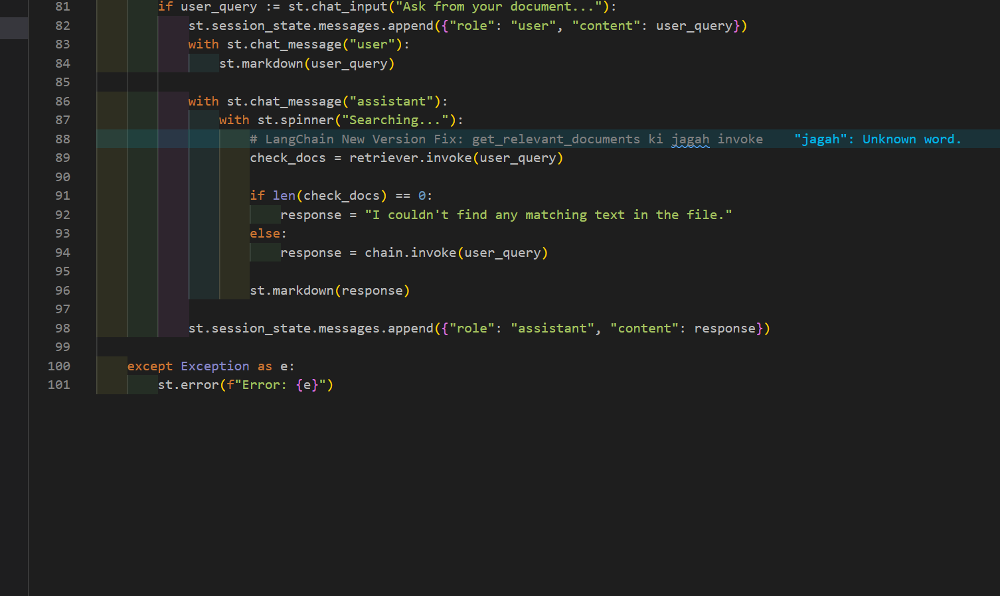 81 if user_query := st.chat_input("Ask from your document..."):
82 st.session_state.messages.append({"role": "user", "content": user_query})
83 with st.chat_message("user"):
84 st.markdown(user_query)
85
86 with st.chat_message("assistant"):
87 with st.spinner("Searching..."):
88 # LangChain New Version Fix: get_relevant_documents ki jagah invoke "jagah": Unknown word.
89 check_docs = retriever.invoke(user_query)
90
91 if len(check_docs) == 0:
92 response = "I couldn't find any matching text in the file."
93 else:
94 response = chain.invoke(user_query)
95
96 st.markdown(response)
97
98 st.session_state.messages.append({"role": "assistant", "content": response})
99
100 except Exception as e:
101 st.error(f"Error: {e}")